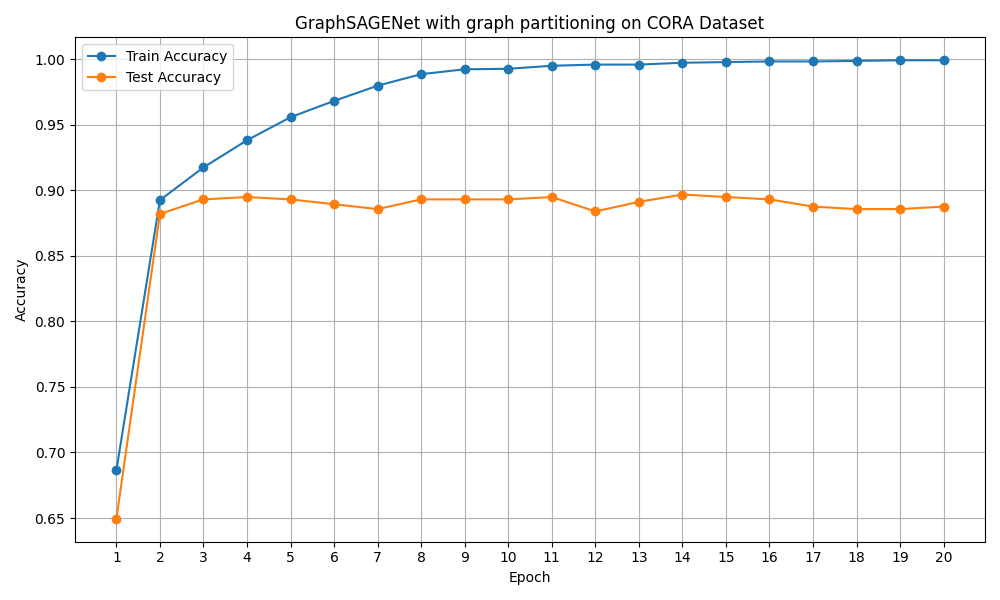 GraphSAGENet with graph partitioning on CORA Dataset
Train Accuracy
Test Accuracy
1.00
0.95
0.90
0.85
0.80
0.75
0.70
0.65
Accuracy
1 2 3 4 5 6 7 8 9 10 11 12 13 14 15 16 17 18 19 20
Epoch